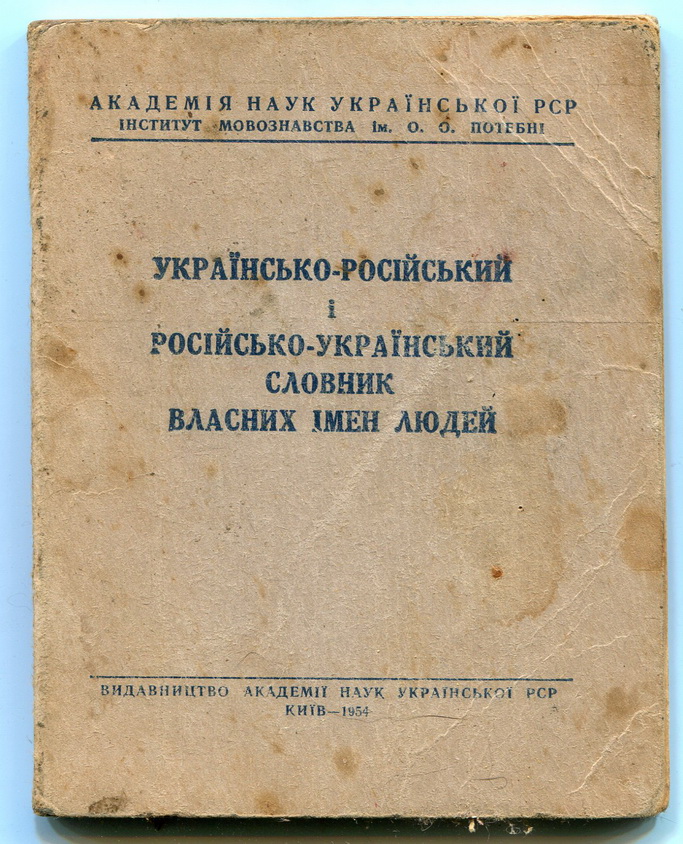 АКАДЕМІЯ НАУК УКРАЇНСЬКОЇ РСР
ІНСТИТУТ МОВОЗНАВСТВА ім. О. О. ПОТЕБНІ
УКРАЇНСЬКО-РОСІЙСЬКИЙ
і
РОСІЙСЬКО-УКРАЇНСЬКИЙ
СЛОВНИК
ВЛАСНИХ ІМЕН ЛЮДЕЙ
ВИДАВНИЦТВО АКАДЕМІЇ НАУК УКРАЇНСЬКОЇ РСР
КИЇВ—1954